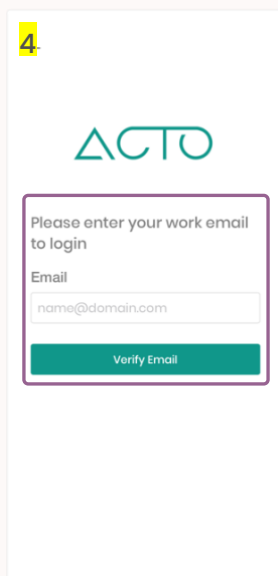 4.
ACTO
Please enter your work email
to login
Email
name@domain.com
Verify Email